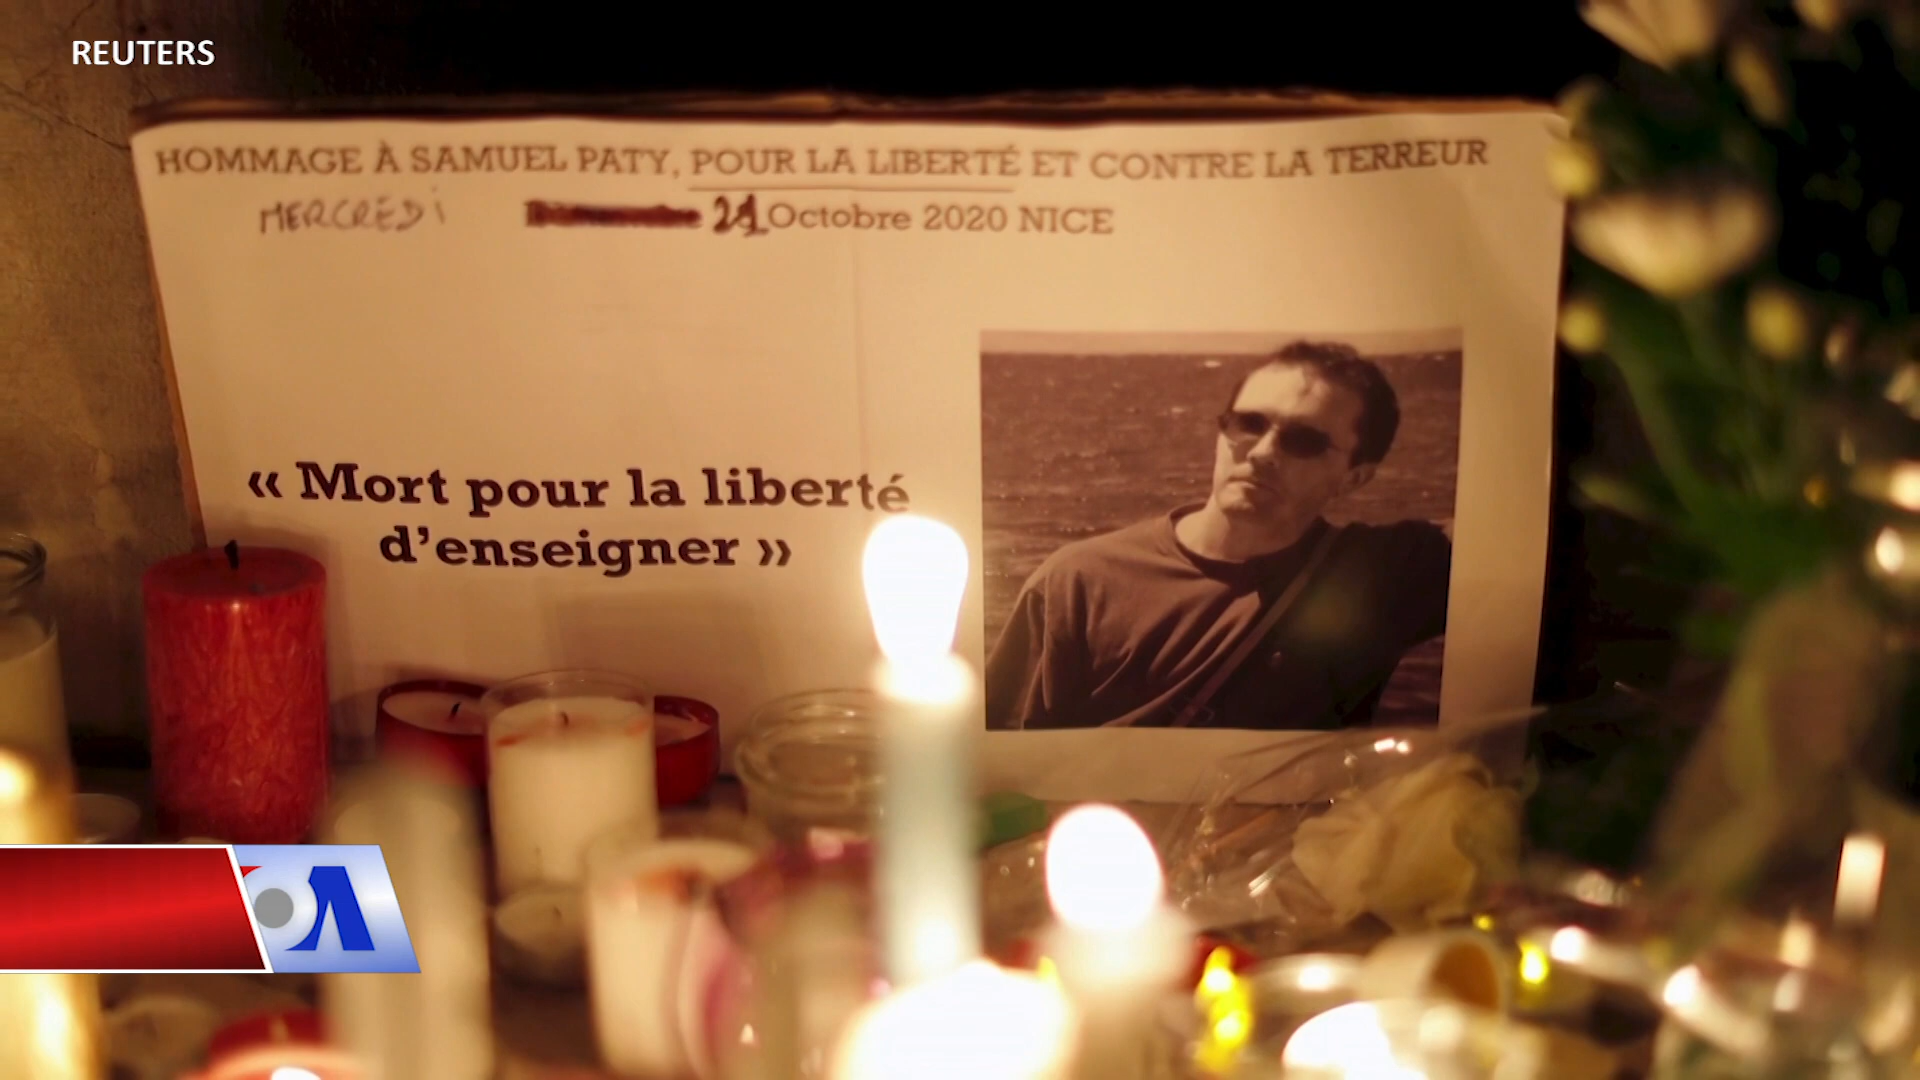 REUTERS
HOMMAGE À SAMUEL PATY, POUR LA LIBERTÉ ET CONTRE LA TERREUR
MERCREDi 21 Octobre 2020 NICE
« Mort pour la liberté
d'enseigner »
VOA